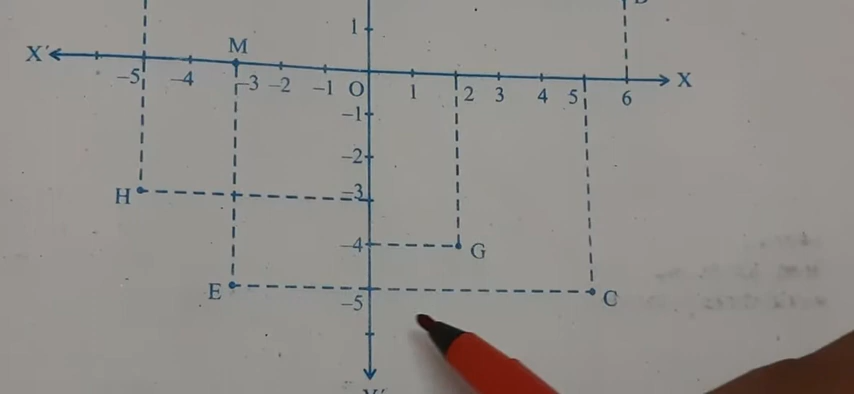 1
M
X′ –5 –4 –3 –2 –1 O 1 2 3 4 5 6 X
–1
–2
–3
H
–4
G
E
–5
C